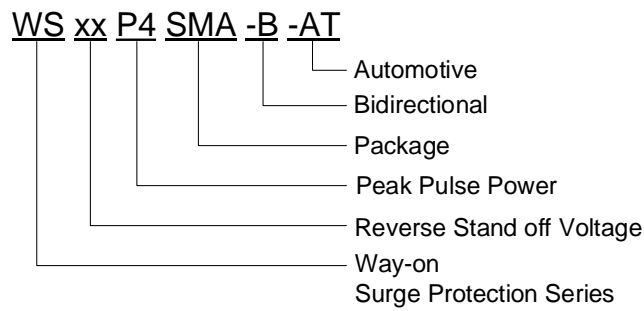 WS xx P4 SMA -B -AT
Automotive
Bidirectional
Package
Peak Pulse Power
Reverse Stand off Voltage
Way-on
Surge Protection Series